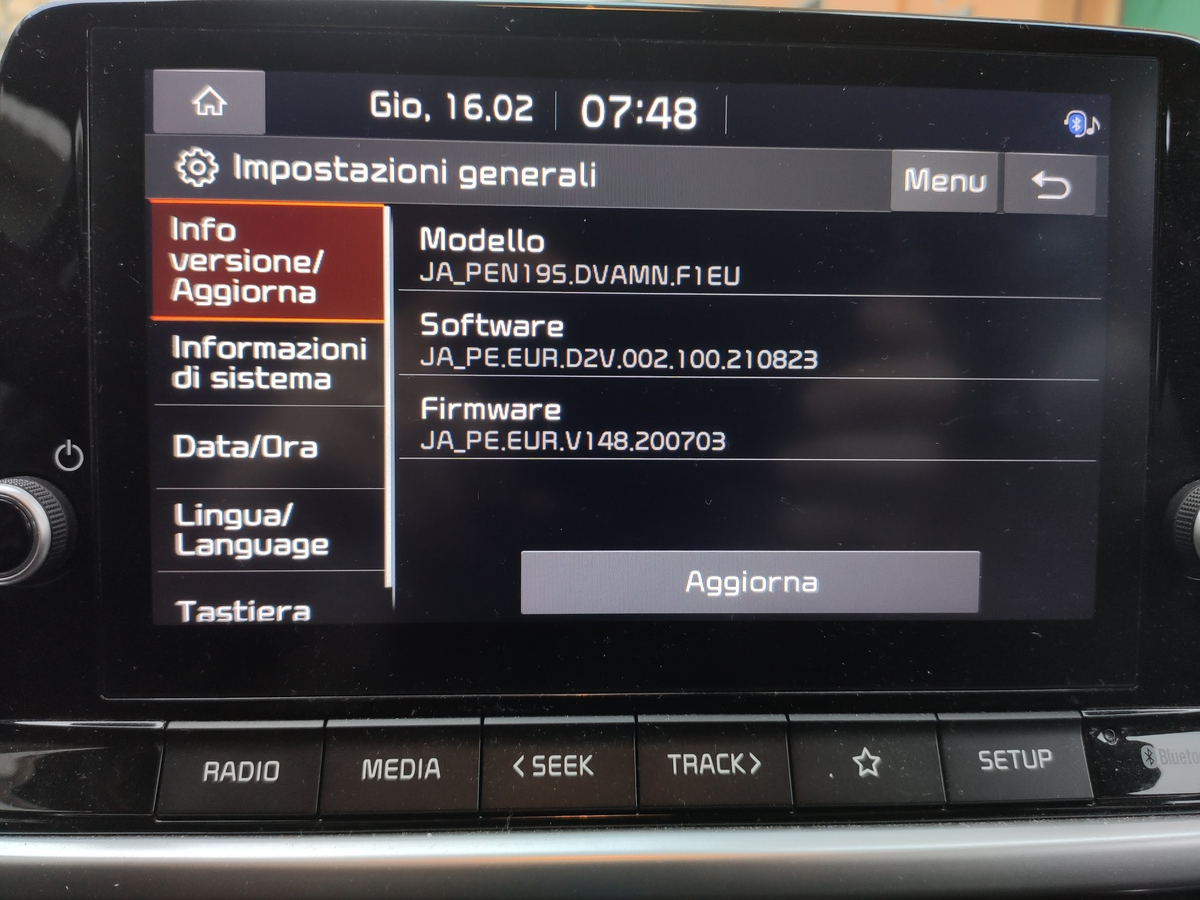 Gio, 16.02
07:48
Impostazioni generali
Menu
Info
versione/
Aggiorna
Informazioni
di sistema
Data/Ora
Lingua/
Language
Tastiera
Modello
JA_PEN19S.DVAMN.F1EU
Software
JA_PE.EUR.D2V.002.100.210823
Firmware
JA_PE.EUR.V148.200703
Aggiorna
RADIO
MEDIA
<SEEK
TRACK>
SETUP